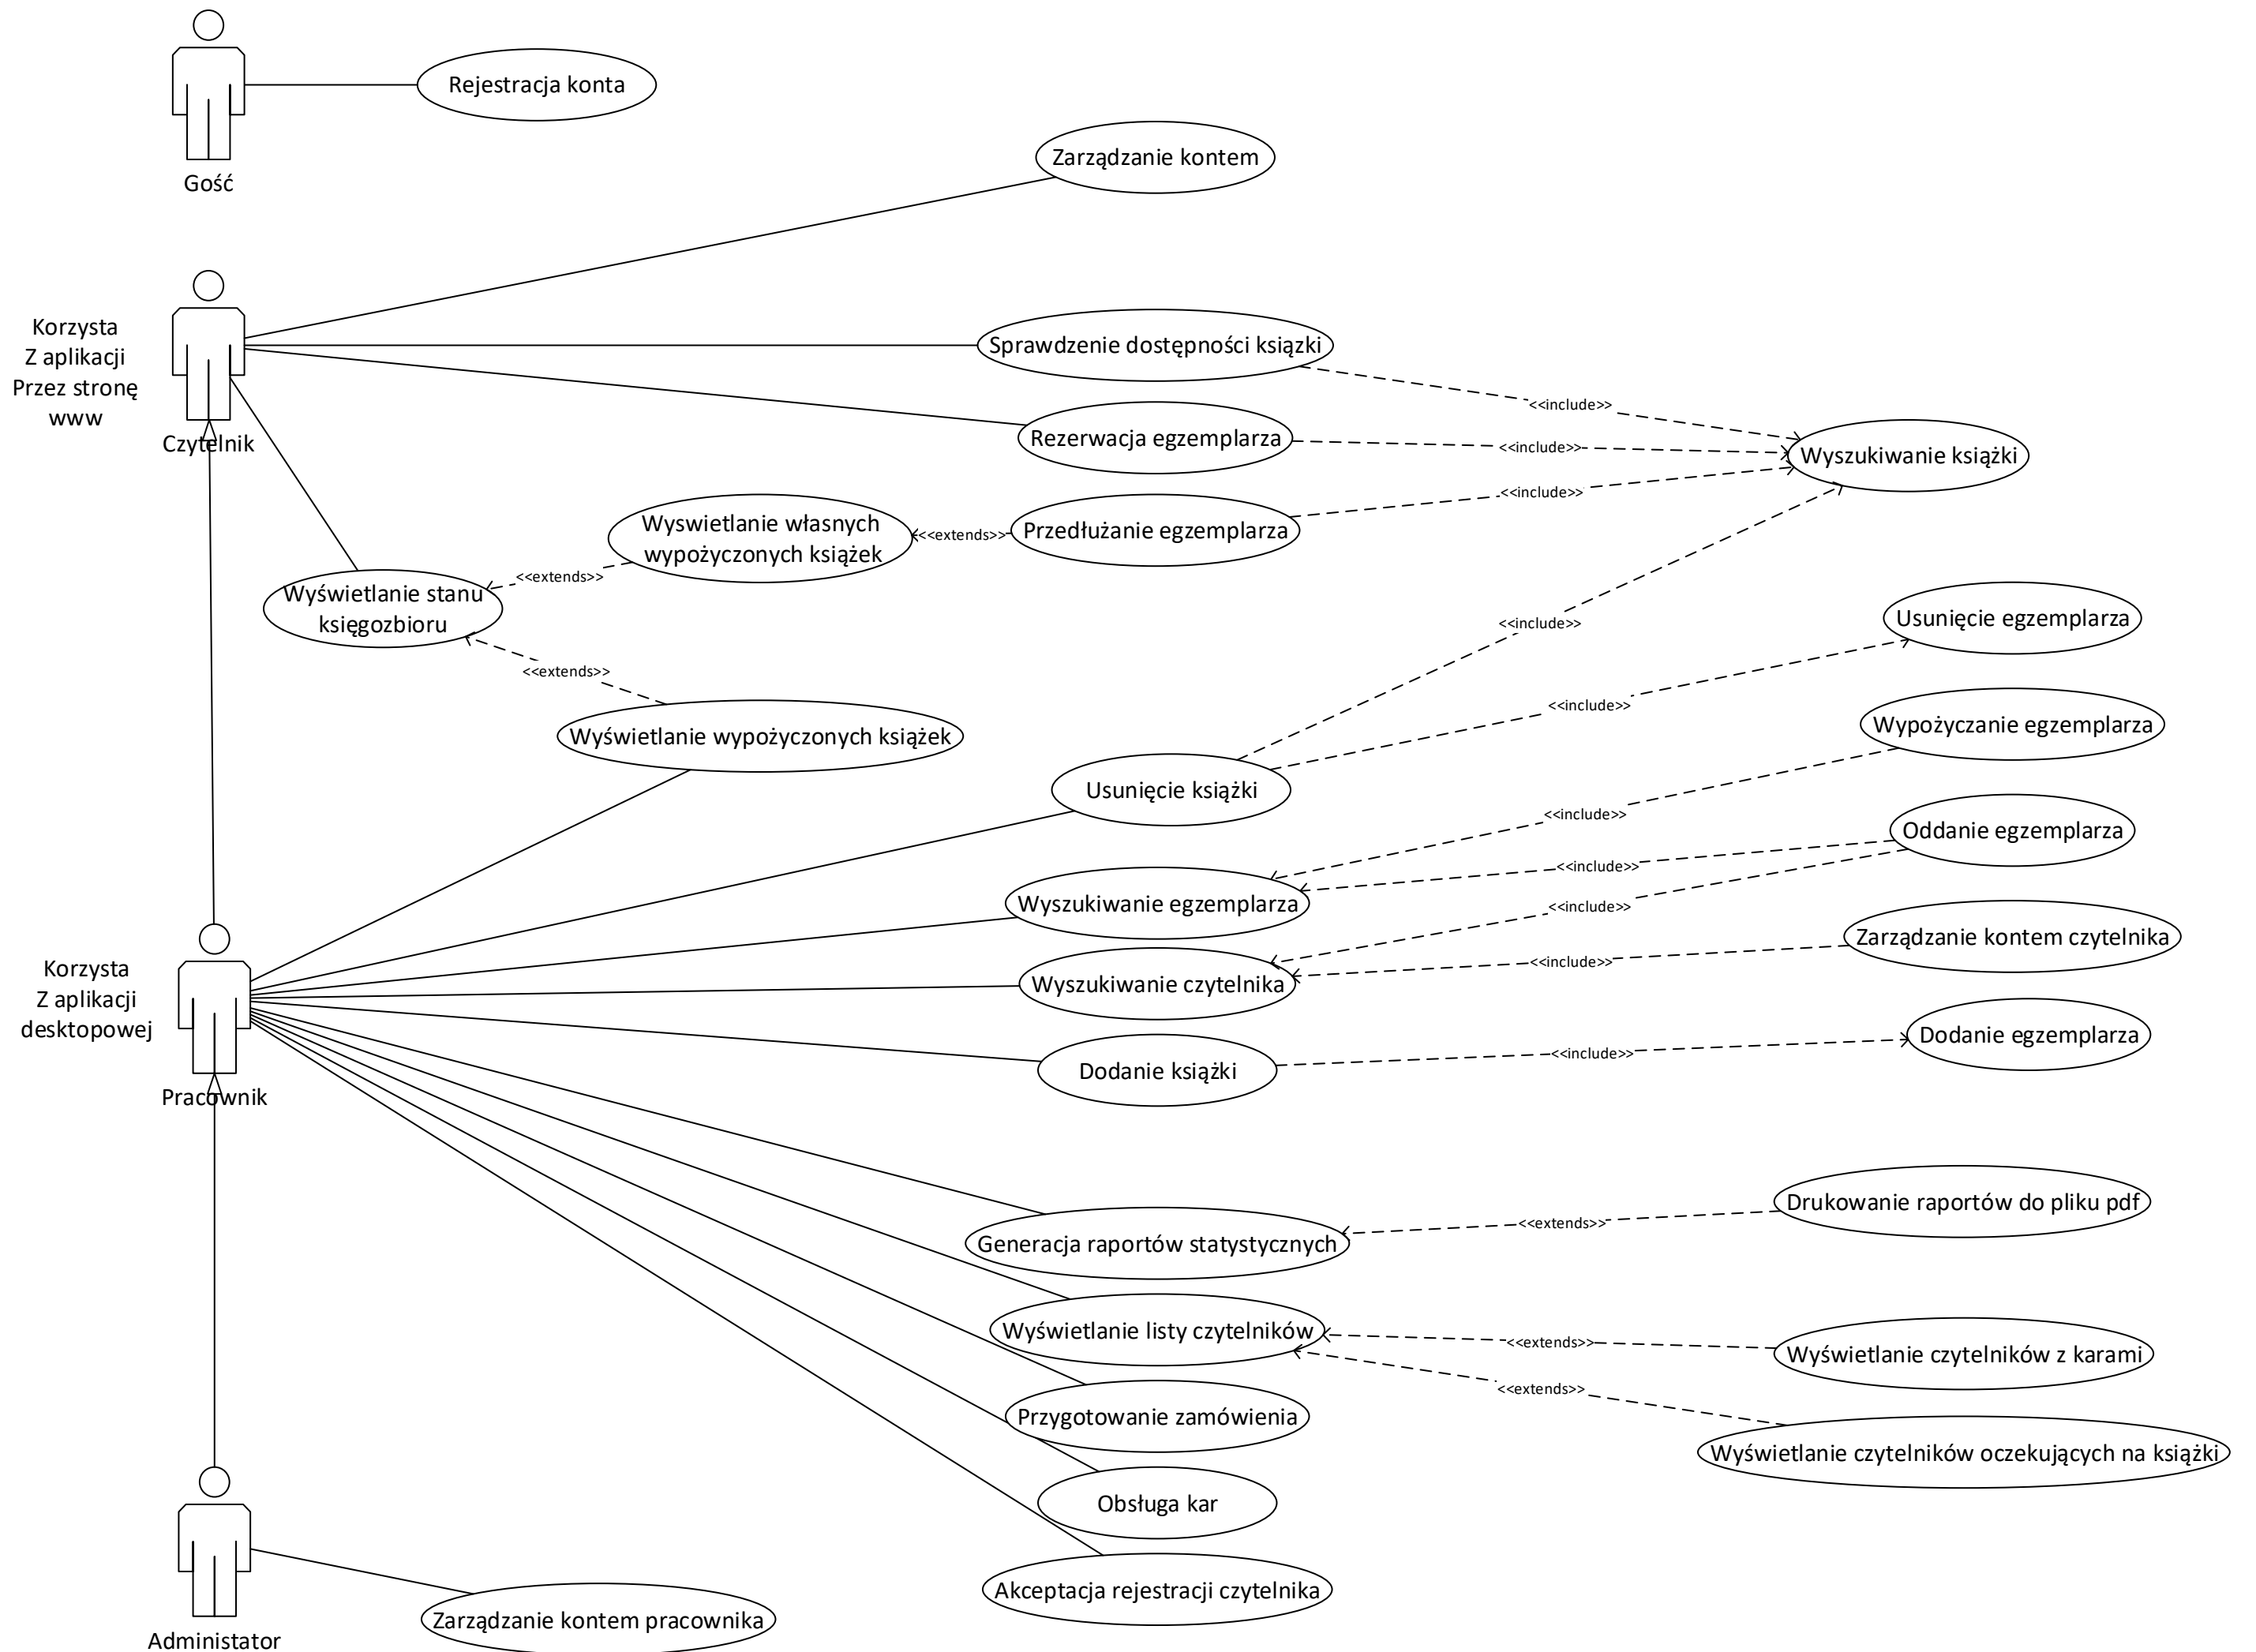 Rejestracja konta
Gość
Zarządzanie kontem
Korzysta
Z aplikacji
Przez stronę
www
Czytelnik
Sprawdzenie dostępności ksiązki
<<include>>
Rezerwacja egzemplarza
<<include>>
Wyszukiwanie książki
Wyswietlanie własnych
wypożyczonych książek
<<extends>>
Przedłużanie egzemplarza
<<include>>
Wyświetlanie stanu
księgozbioru
<<extends>>
<<extends>>
<<include>>
Usunięcie egzemplarza
<<include>>
Wyświetlanie wypożyczonych książek
Wypożyczanie egzemplarza
Usunięcie książki
<<include>>
Oddanie egzemplarza
<<include>>
Wyszukiwanie egzemplarza
<<include>>
Zarządzanie kontem czytelnika
Korzysta
Z aplikacji
desktopowej
Pracownik
Wyszukiwanie czytelnika
<<include>>
Dodanie książki
<<include>>
Dodanie egzemplarza
Generacja raportów statystycznych
<<extends>>
Drukowanie raportów do pliku pdf
Wyświetlanie listy czytelników
<<extends>>
Wyświetlanie czytelników z karami
<<extends>>
Przygotowanie zamówienia
Wyświetlanie czytelników oczekujących na książki
Obsługa kar
Akceptacja rejestracji czytelnika
Zarządzanie kontem pracownika
Administator